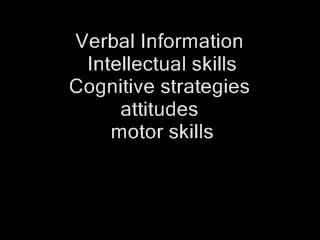 Verbal Information
Intellectual skills
Cognitive strategies
attitudes
motor skills